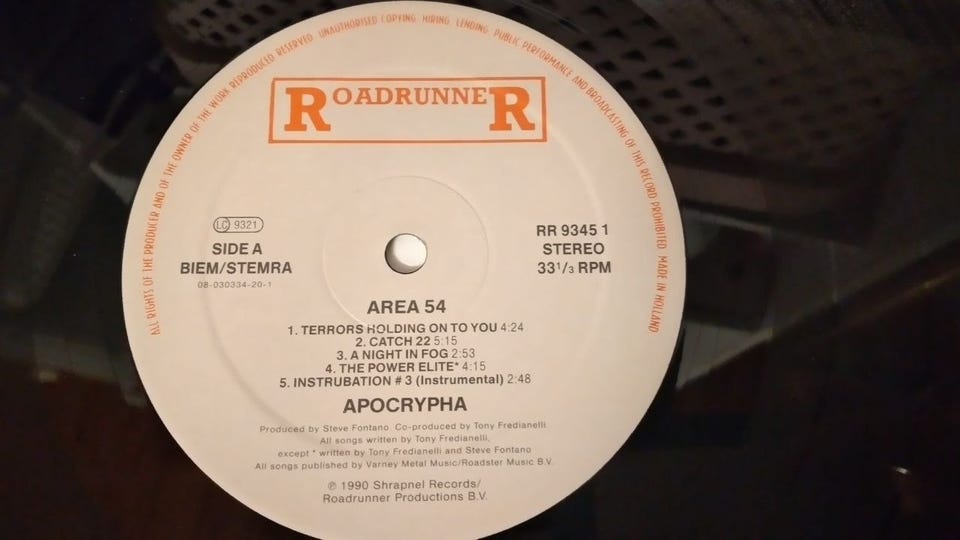 ALL RIGHTS OF THE PRODUCER AND OF THE OWNER OF THE WORK REPRODUCED RESERVED UNAUTHORISED COPYING HIRING LENDING PUBLIC PERFORMANCE AND BROADCASTING OF THIS RECORD PROHIBITED MADE IN HOLLAND
ROADRUNNER
LC 9321
SIDE A
BIEM/STEMRA
08-030334-20-1
RR 9345 1
STEREO
33 1/3 RPM
AREA 54
1. TERRORS HOLDING ON TO YOU 4:24
2. CATCH 22 5:15
3. A NIGHT IN FOG 2:53
4. THE POWER ELITE* 4:15
5. INSTRUBATION # 3 (Instrumental) 2:48
APOCRYPHA
Produced by Steve Fontano Co-produced by Tony Fredianelli
All songs written by Tony Fredianelli,
except * written by Tony Fredianelli and Steve Fontano
All songs published by Varney Metal Music/Roadster Music B.V.
℗ 1990 Shrapnel Records/
Roadrunner Productions B.V.